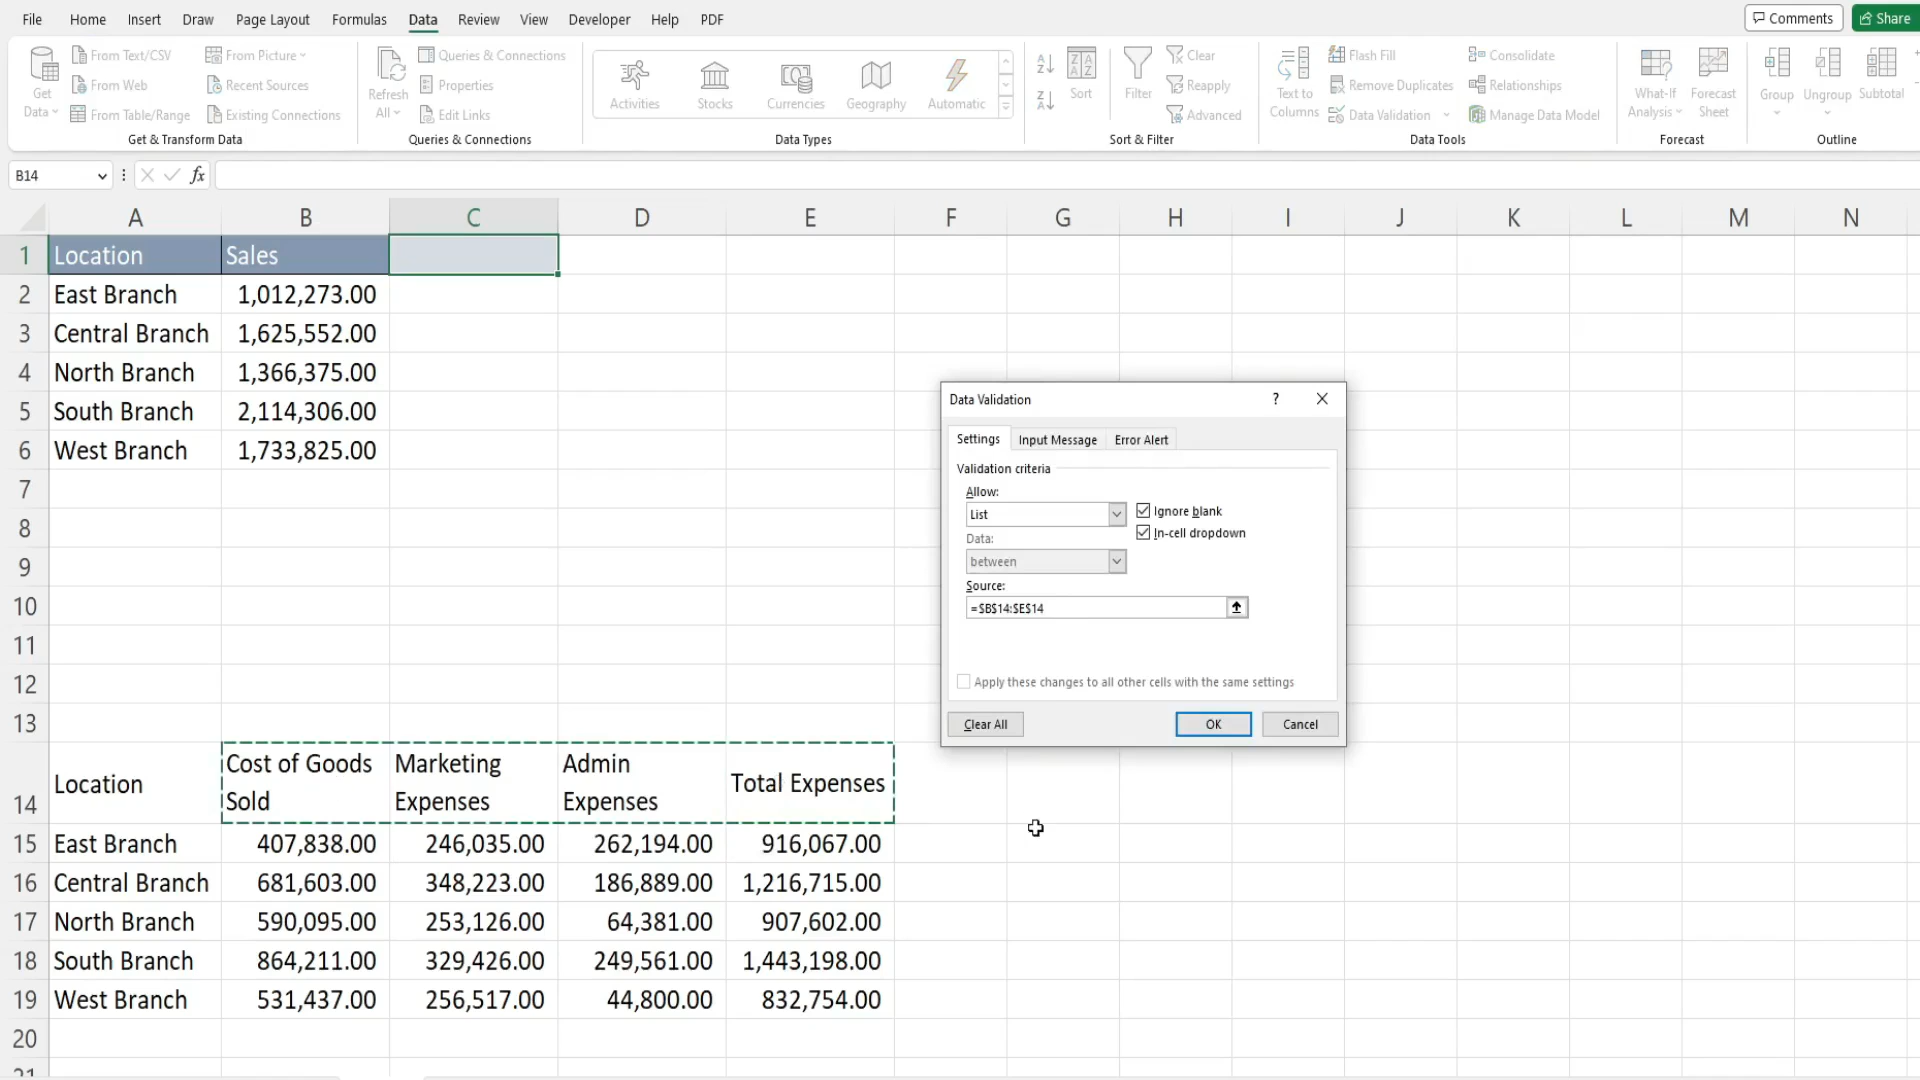 File Home Insert Draw Page Layout Formulas Data Review View Developer Help PDF Comments Share
Get Data
From Text/CSV
From Web
From Table/Range
From Picture
Recent Sources
Existing Connections
Get & Transform Data
Refresh All
Queries & Connections
Properties
Edit Links
Queries & Connections
Activities Stocks Currencies Geography Automatic
Data Types
Sort
Filter
Clear
Reapply
Advanced
Sort & Filter
Text to Columns
Flash Fill
Remove Duplicates
Data Validation
Consolidate
Relationships
Manage Data Model
Data Tools
What-If Analysis
Forecast Sheet
Forecast
Group Ungroup Subtotal
Outline
B14 fx
A B C D E F G H I J K L M N
1 Location Sales
2 East Branch 1,012,273.00
3 Central Branch 1,625,552.00
4 North Branch 1,366,375.00
5 South Branch 2,114,306.00
6 West Branch 1,733,825.00
7
8
9
10
11
12
13
14 Location Cost of Goods Sold Marketing Expenses Admin Expenses Total Expenses
15 East Branch 407,838.00 246,035.00 262,194.00 916,067.00
16 Central Branch 681,603.00 348,223.00 186,889.00 1,216,715.00
17 North Branch 590,095.00 253,126.00 64,381.00 907,602.00
18 South Branch 864,211.00 329,426.00 249,561.00 1,443,198.00
19 West Branch 531,437.00 256,517.00 44,800.00 832,754.00
20
21
Data Validation ?
Settings Input Message Error Alert
Validation criteria
Allow:
List
Ignore blank
In-cell dropdown
Data:
between
Source:
=$B$14:$E$14
Apply these changes to all other cells with the same settings
Clear All OK Cancel